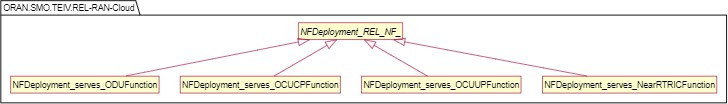 ORAN.SMO.TEIV.REL-RAN-Cloud
NFDeployment_REL_NF_
NFDeployment_serves_ODUFunction
NFDeployment_serves_OCUCPFunction
NFDeployment_serves_OCUUPFunction
NFDeployment_serves_NearRTRICFunction